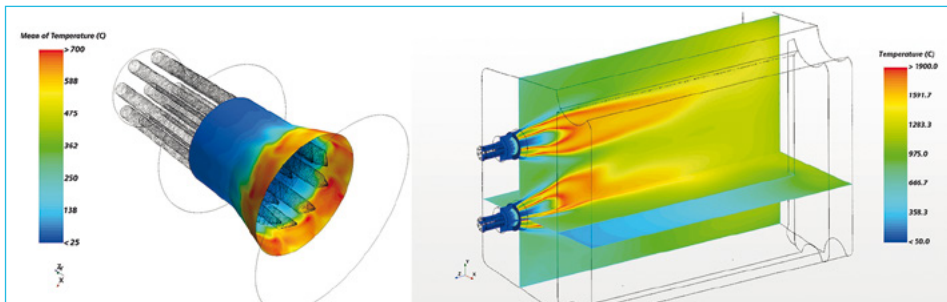 Mean of Temperature (C)
> 700
588
475
362
250
138
< 25
Z
X
Temperature (C)
> 1900.0
1591.7
1283.3
975.0
666.7
358.3
< 50.0
Y
Z X